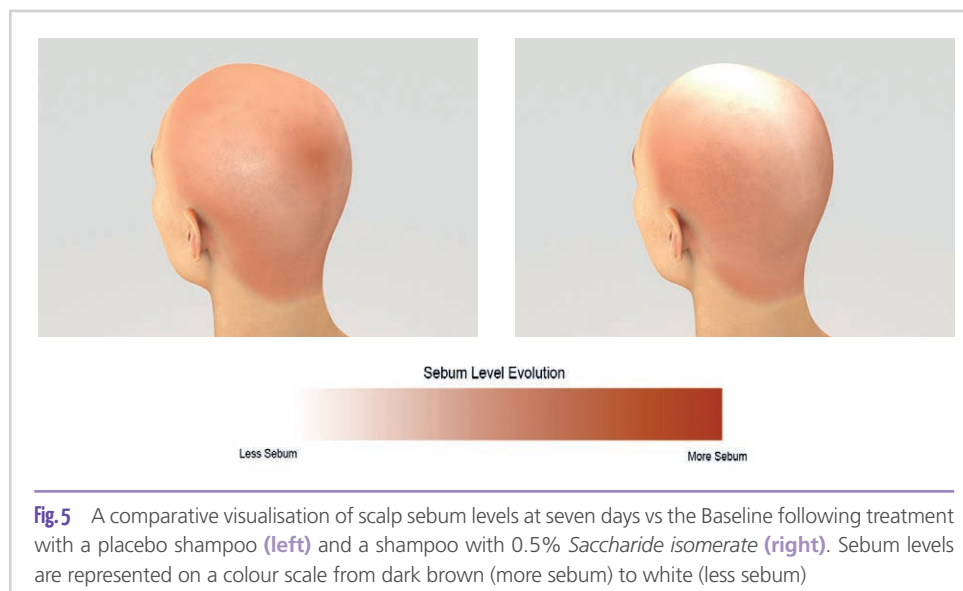 Sebum Level Evolution
Less Sebum
More Sebum
Fig. 5 A comparative visualisation of scalp sebum levels at seven days vs the Baseline following treatment
with a placebo shampoo (left) and a shampoo with 0.5% Saccharide isomerate (right). Sebum levels
are represented on a colour scale from dark brown (more sebum) to white (less sebum)